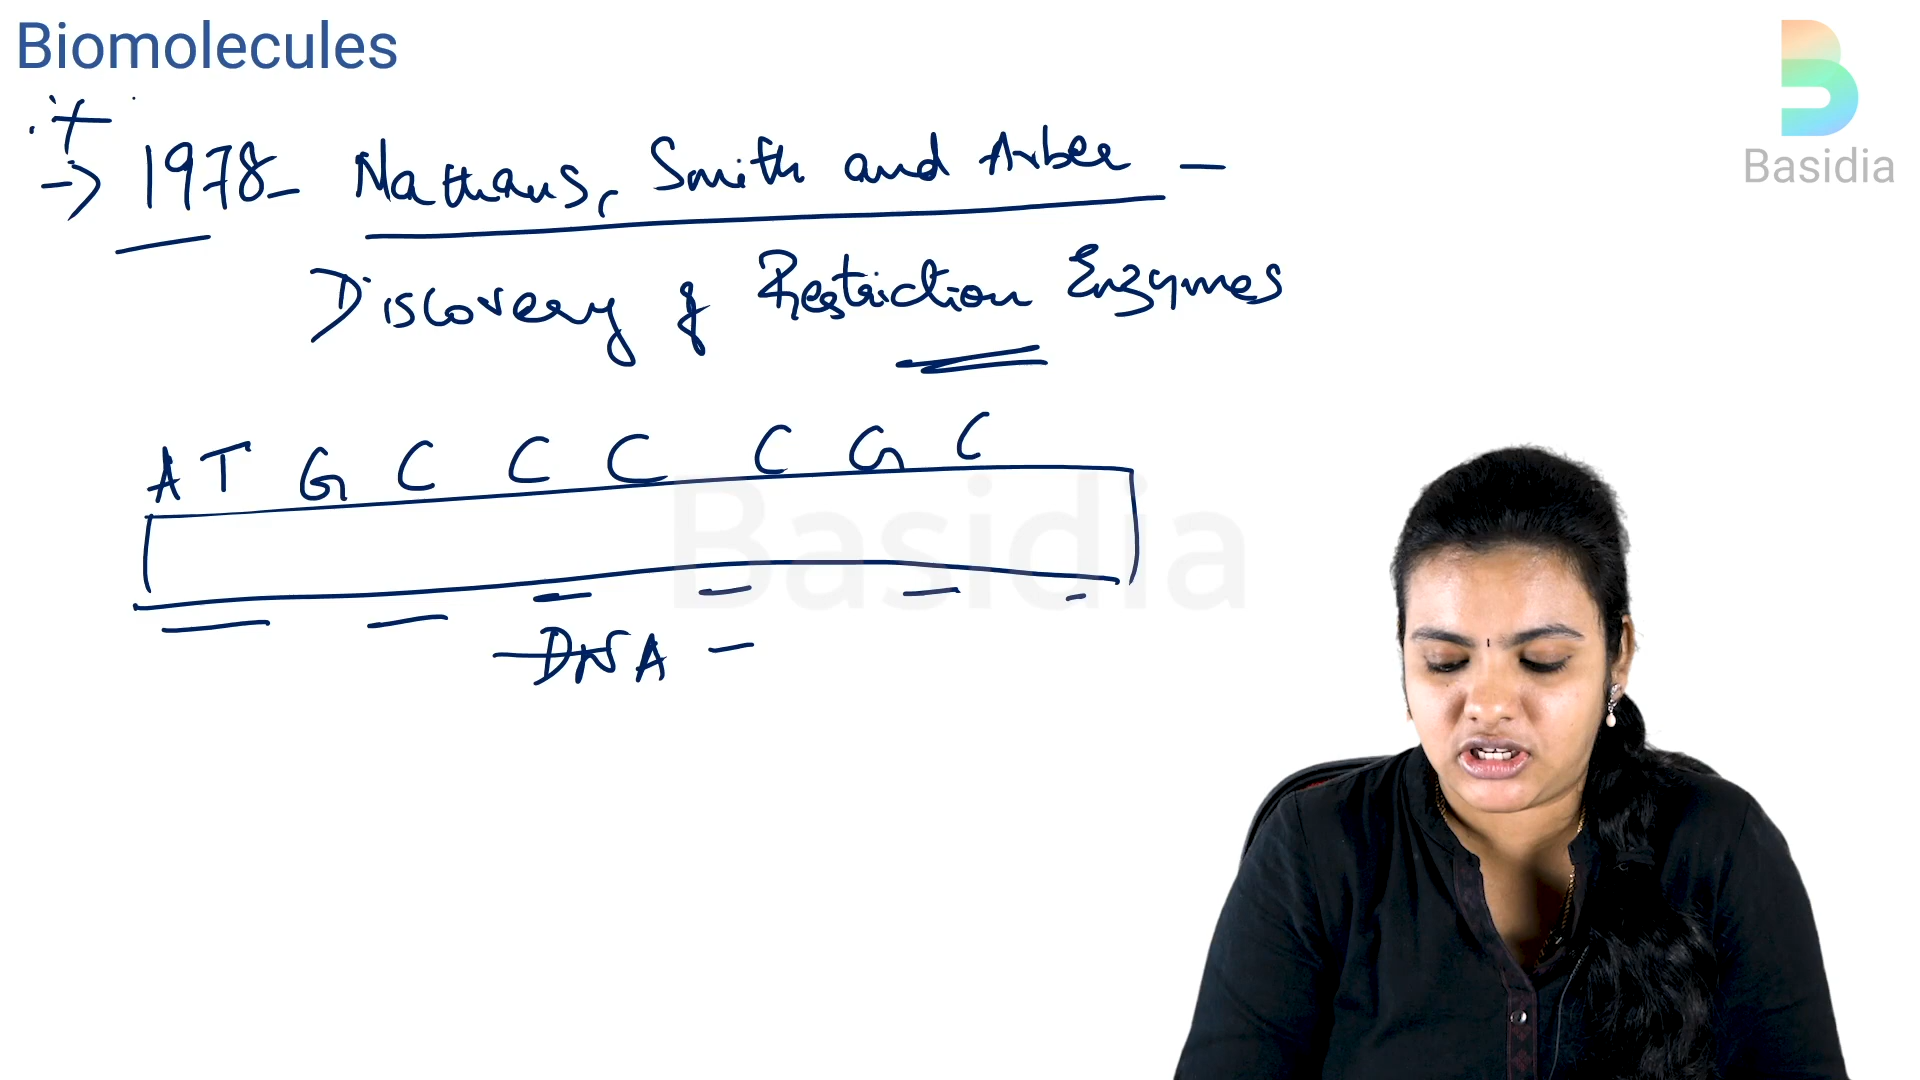 Biomolecules
Basidia
→ 1978 - Nathans, Smith and Arber -
Discovery of Restriction Enzymes
A T G C C C C G C
Basidia
DNA -